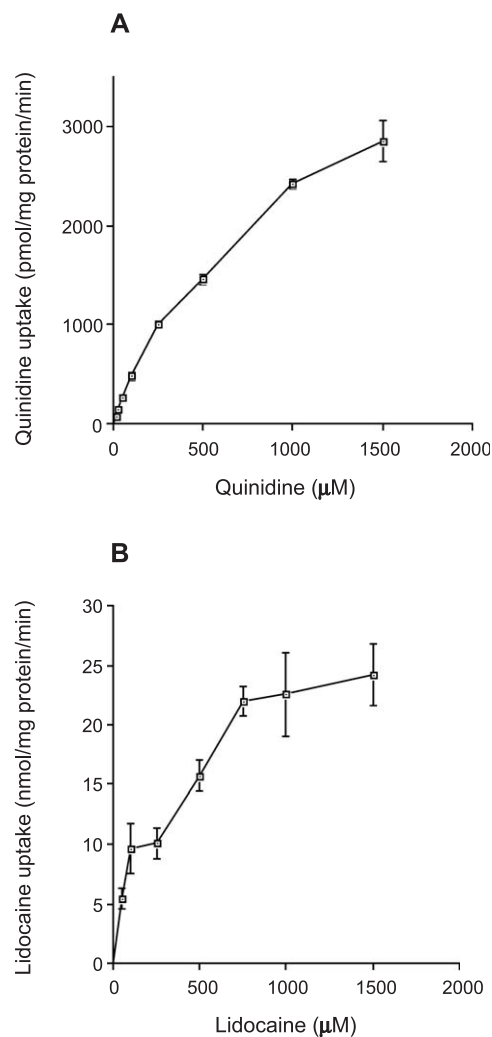 A
Quinidine uptake (pmol/mg protein/min)
3000
2000
1000
0
0 500 1000 1500 2000
Quinidine (μM)
B
Lidocaine uptake (nmol/mg protein/min)
30
25
20
15
10
5
0
0 500 1000 1500 2000
Lidocaine (μM)